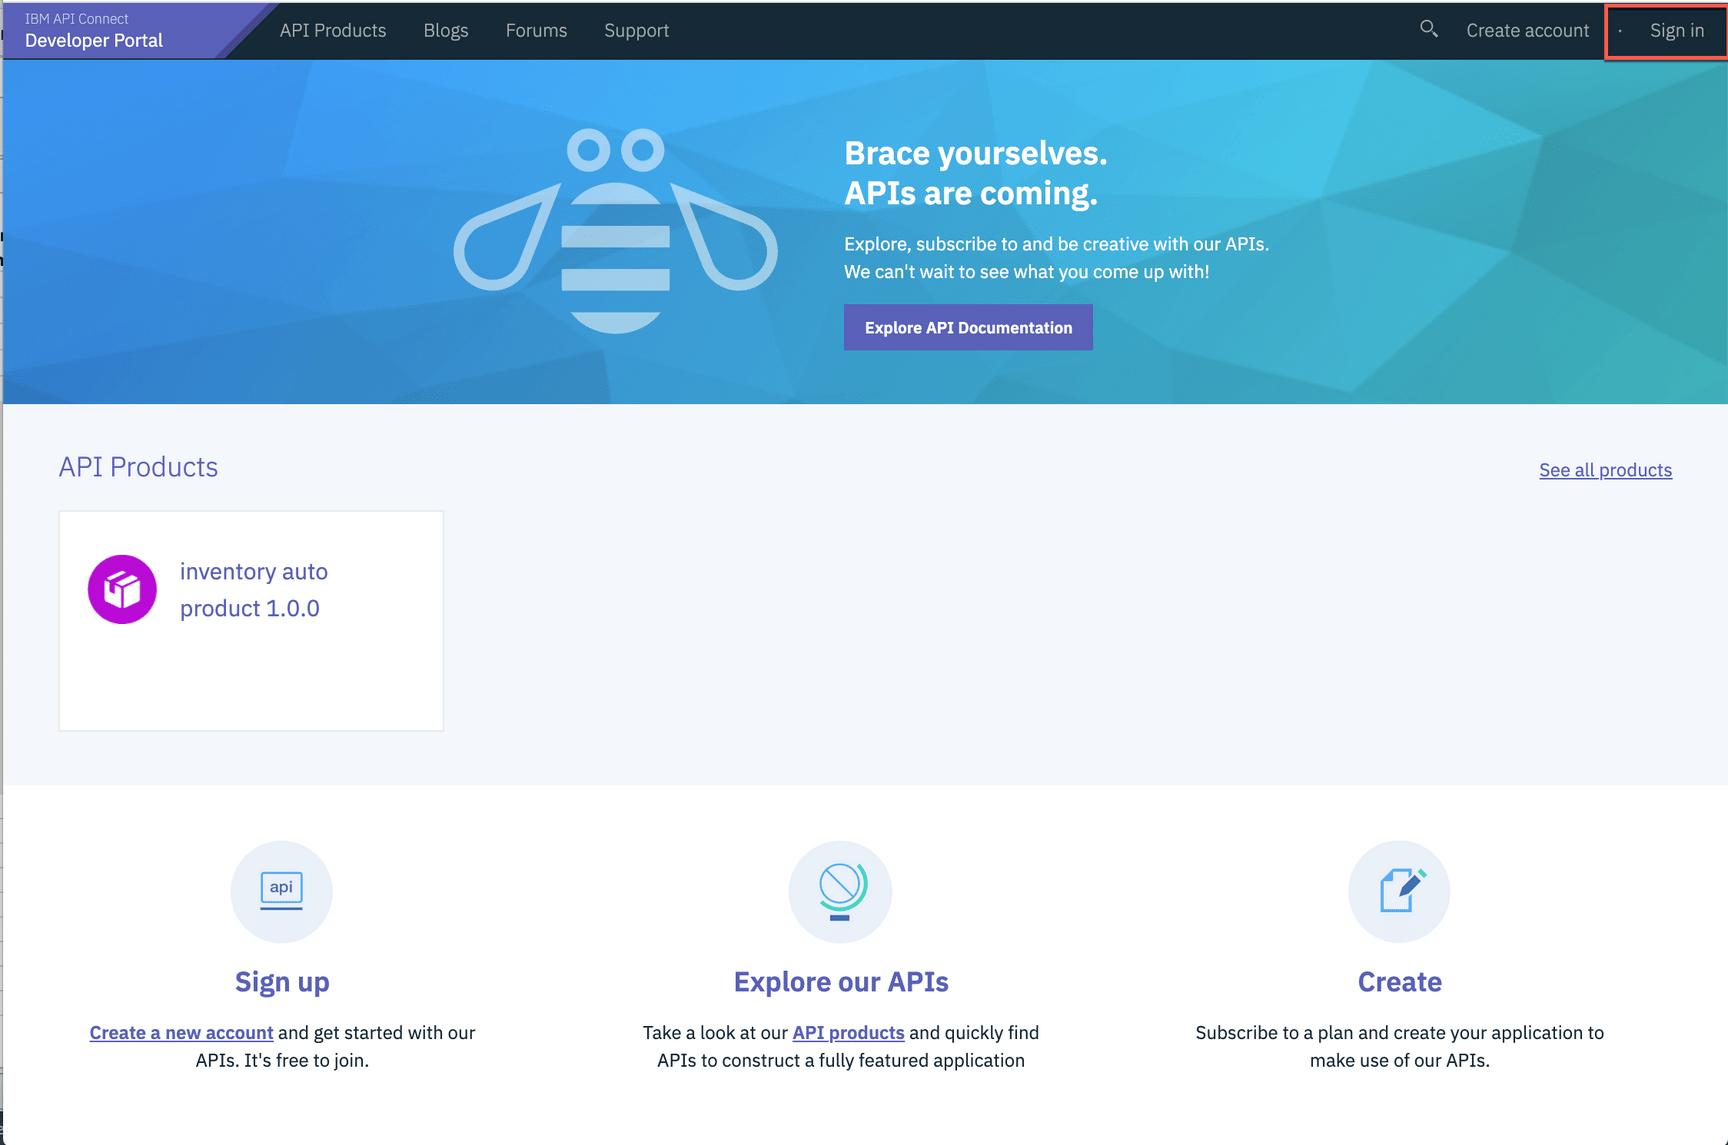 IBM API Connect
Developer Portal
API Products
Blogs
Forums
Support
Create account
Sign in
Brace yourselves.
APIs are coming.
Explore, subscribe to and be creative with our APIs.
We can't wait to see what you come up with!
Explore API Documentation
API Products
See all products
inventory auto
product 1.0.0
api
Sign up
Create a new account and get started with our
APIs. It's free to join.
Explore our APIs
Take a look at our API products and quickly find
APIs to construct a fully featured application
Create
Subscribe to a plan and create your application to
make use of our APIs.